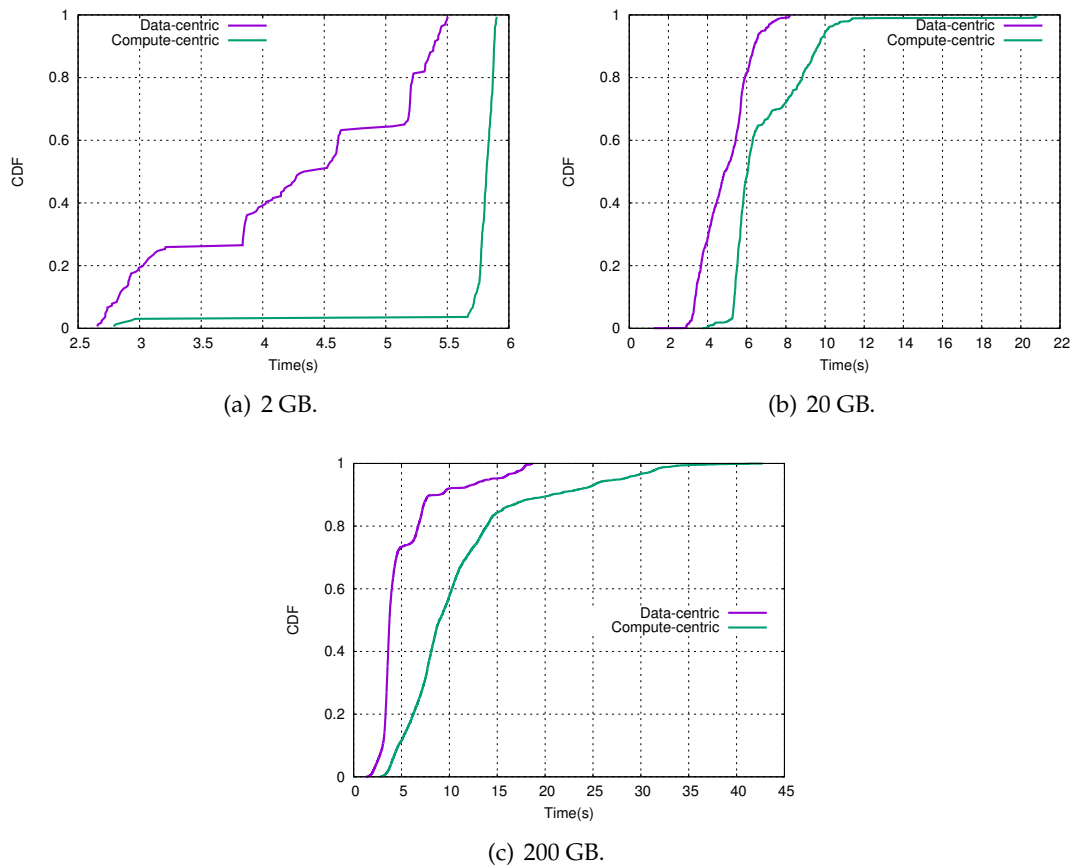 Data-centric
Compute-centric
1
0.8
0.6
0.4
0.2
0
CDF
2.5 3 3.5 4 4.5 5 5.5 6
Time(s)
(a) 2 GB.
Data-centric
Compute-centric
1
0.8
0.6
0.4
0.2
0
CDF
0 2 4 6 8 10 12 14 16 18 20 22
Time(s)
(b) 20 GB.
1
0.8
0.6
0.4
0.2
0
CDF
Data-centric
Compute-centric
0 5 10 15 20 25 30 35 40 45
Time(s)
(c) 200 GB.